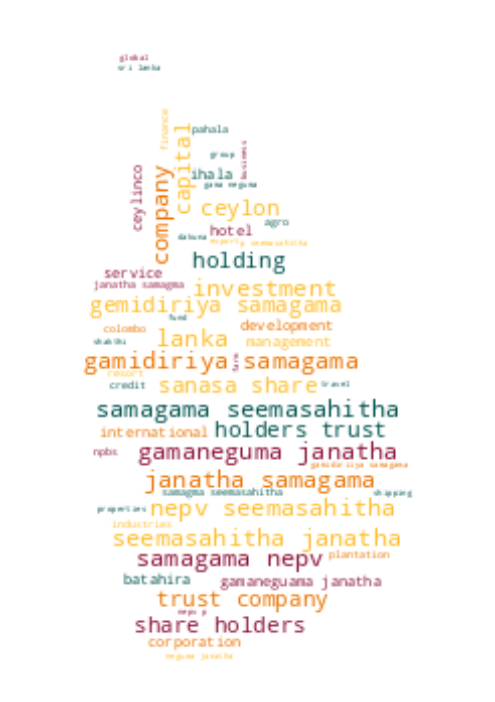 global
sri lanka
finance
capital
pahala
group
business
ihala
gama neguma
ceylinco
company
ceylon
agro
hotel
dakuna
export
p seemasahitha
holding
service
janatha samagma
investment
gemidiriya samagama
fund
colombo
development
shakthi
lanka
management
gamidiriya samagama
farm
resort
credit
sanasa share
travel
samagama seemasahitha
international
holders trust
npbs
gamaneguma janatha
gamidiriya samagama
janatha samagama
samagma seemasahitha
shipping
properties
nepv seemasahitha
industries
seemasahitha janatha
samagama nepv
plantation
batahira
gamaneguama janatha
trust company
nepv p
share holders
corporation
neguma janatha